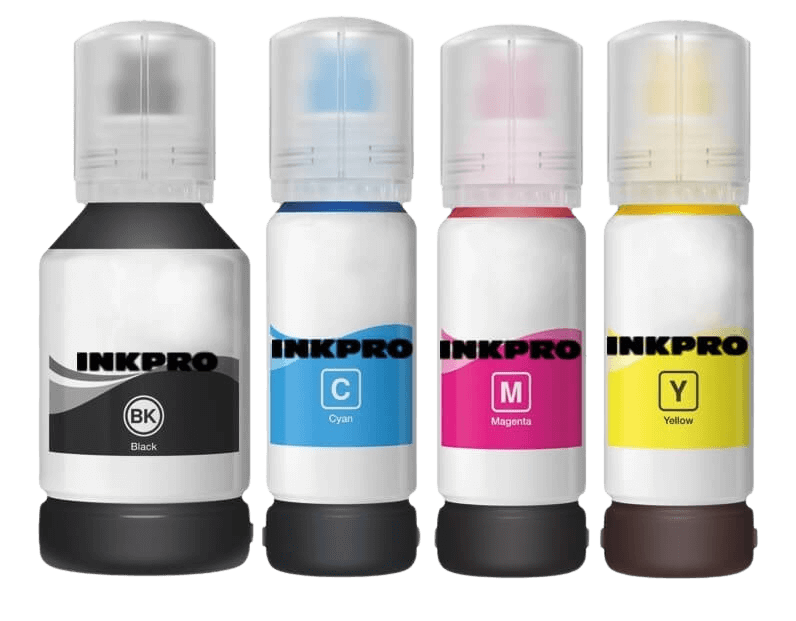 INKPRO
BK
Black
INKPRO
C
Cyan
INKPRO
M
Magenta
INKPRO
Y
Yellow